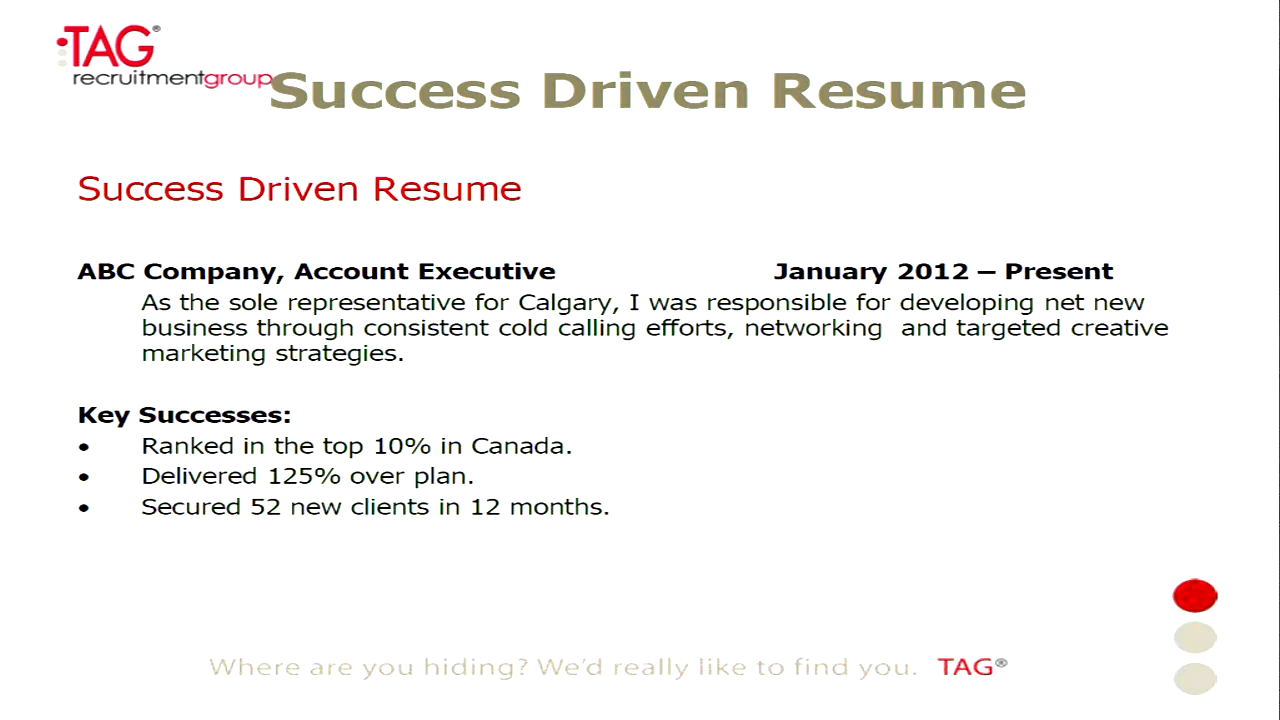 TAG®
recruitmentgroup
Success Driven Resume
Success Driven Resume
ABC Company, Account Executive January 2012 – Present
As the sole representative for Calgary, I was responsible for developing net new
business through consistent cold calling efforts, networking and targeted creative
marketing strategies.
Key Successes:
• Ranked in the top 10% in Canada.
• Delivered 125% over plan.
• Secured 52 new clients in 12 months.
Where are you hiding? We'd really like to find you. TAG®